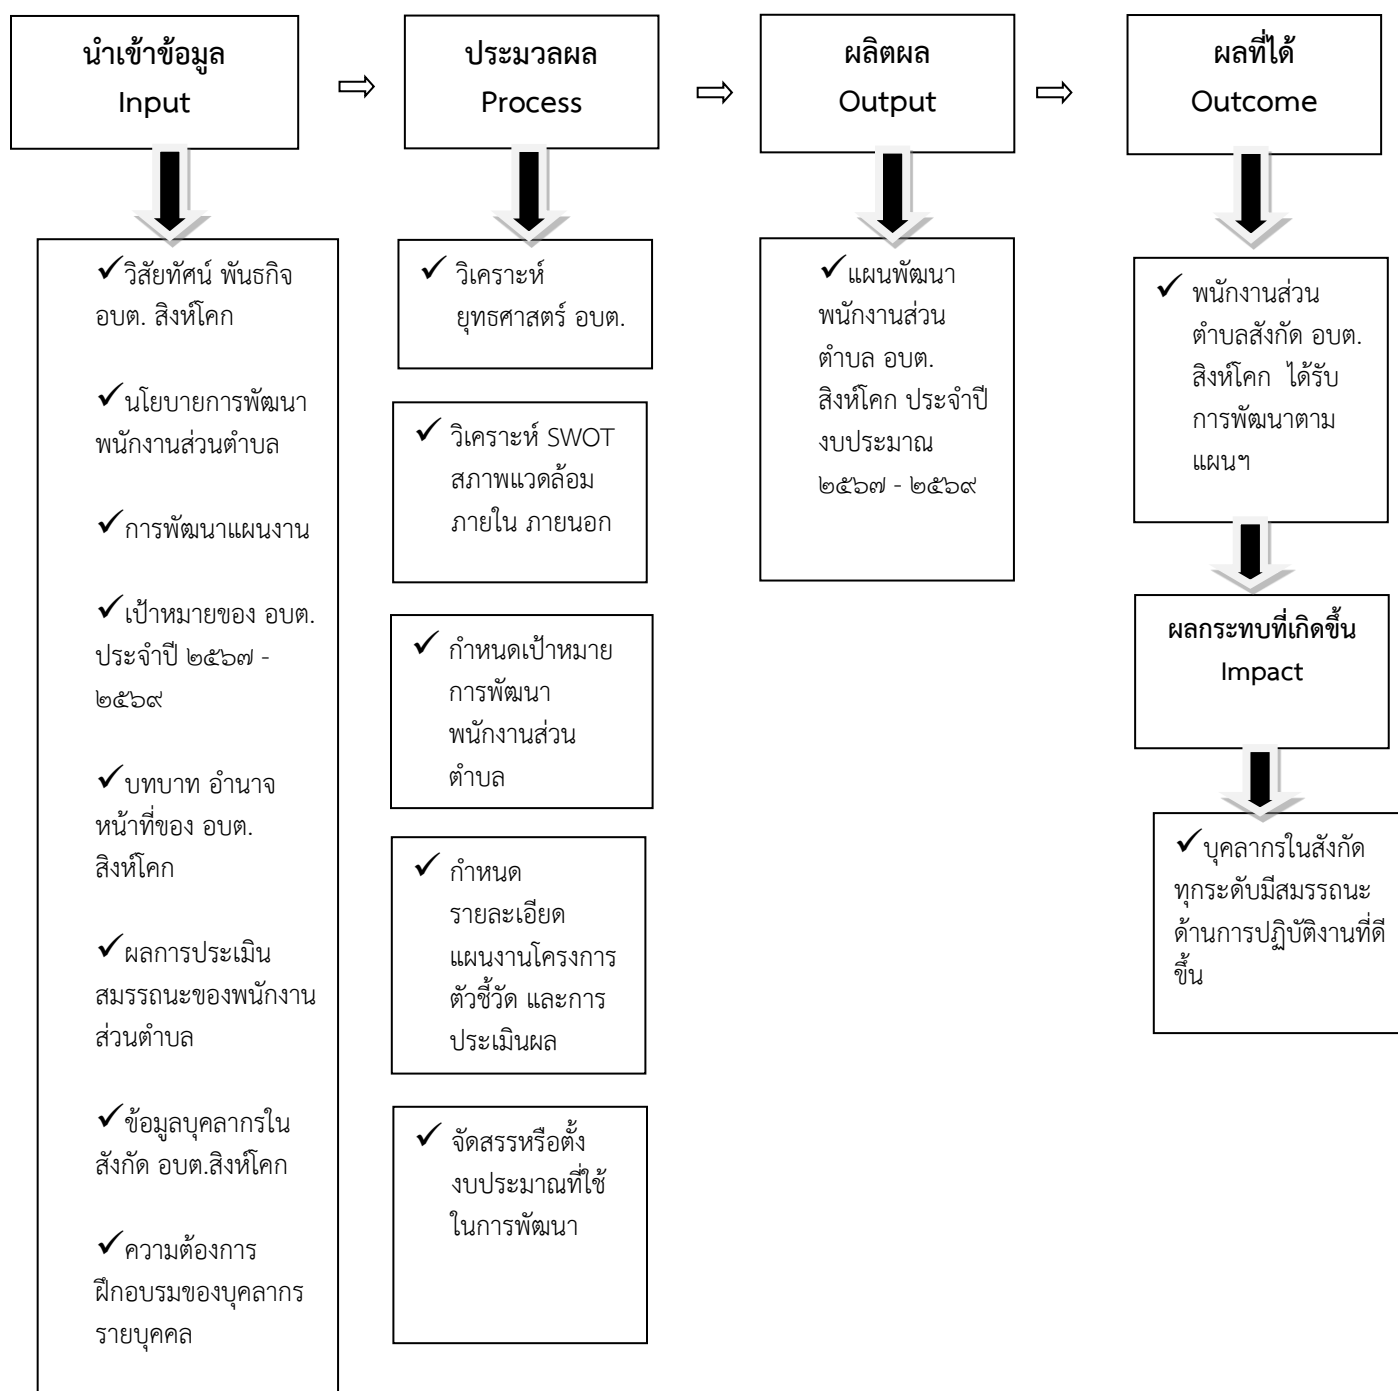 นำเข้าข้อมูล
Input
⇨
ประมวลผล
Process
⇨
ผลิตผล
Output
⇨
ผลที่ได้
Outcome
✓วิสัยทัศน์ พันธกิจ
อบต. สิงห์โคก
✓นโยบายการพัฒนา
พนักงานส่วนตำบล
✓การพัฒนาแผนงาน
✓เป้าหมายของ อบต.
ประจำปี ๒๕๖๗ -
๒๕๖๙
✓บทบาท อำนาจ
หน้าที่ของ อบต.
สิงห์โคก
✓ผลการประเมิน
สมรรถนะของพนักงาน
ส่วนตำบล
✓ข้อมูลบุคลากรใน
สังกัด อบต.สิงห์โคก
✓ความต้องการ
ฝึกอบรมของบุคลากร
รายบุคคล
✓ วิเคราะห์
ยุทธศาสตร์ อบต.
✓ วิเคราะห์ SWOT
สภาพแวดล้อม
ภายใน ภายนอก
✓ กำหนดเป้าหมาย
การพัฒนา
พนักงานส่วน
ตำบล
✓ กำหนด
รายละเอียด
แผนงานโครงการ
ตัวชี้วัด และการ
ประเมินผล
✓ จัดสรรหรือตั้ง
งบประมาณที่ใช้
ในการพัฒนา
✓แผนพัฒนา
พนักงานส่วน
ตำบล อบต.
สิงห์โคก ประจำปี
งบประมาณ
๒๕๖๗ - ๒๕๖๙
✓ พนักงานส่วน
ตำบลสังกัด อบต.
สิงห์โคก ได้รับ
การพัฒนาตาม
แผนฯ
ผลกระทบที่เกิดขึ้น
Impact
✓บุคลากรในสังกัด
ทุกระดับมีสมรรถนะ
ด้านการปฏิบัติงานที่ดี
ขึ้น